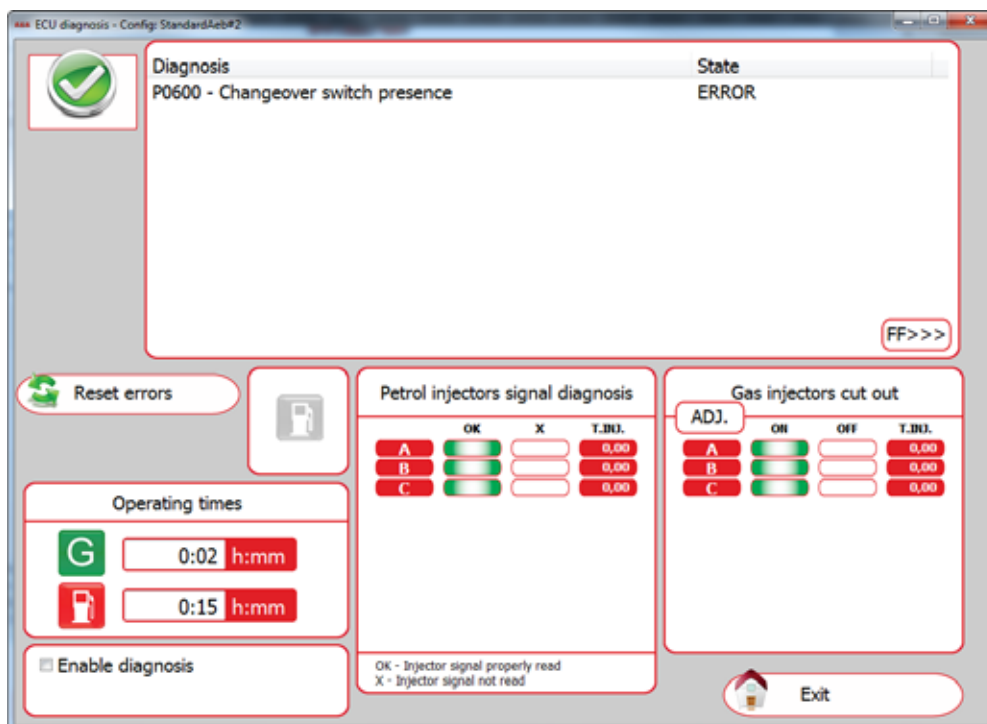 ECU diagnosis - Config: StandardAeb#2
Diagnosis State
P0600 - Changeover switch presence ERROR
FF>>>
Reset errors
Operating times
G 0:02 h:mm
0:15 h:mm
Enable diagnosis
Petrol injectors signal diagnosis
OK X T.INJ.
A 0,00
B 0,00
C 0,00
OK - Injector signal properly read
X - Injector signal not read
Gas injectors cut out
ADJ.
ON OFF T.INJ.
A 0,00
B 0,00
C 0,00
Exit